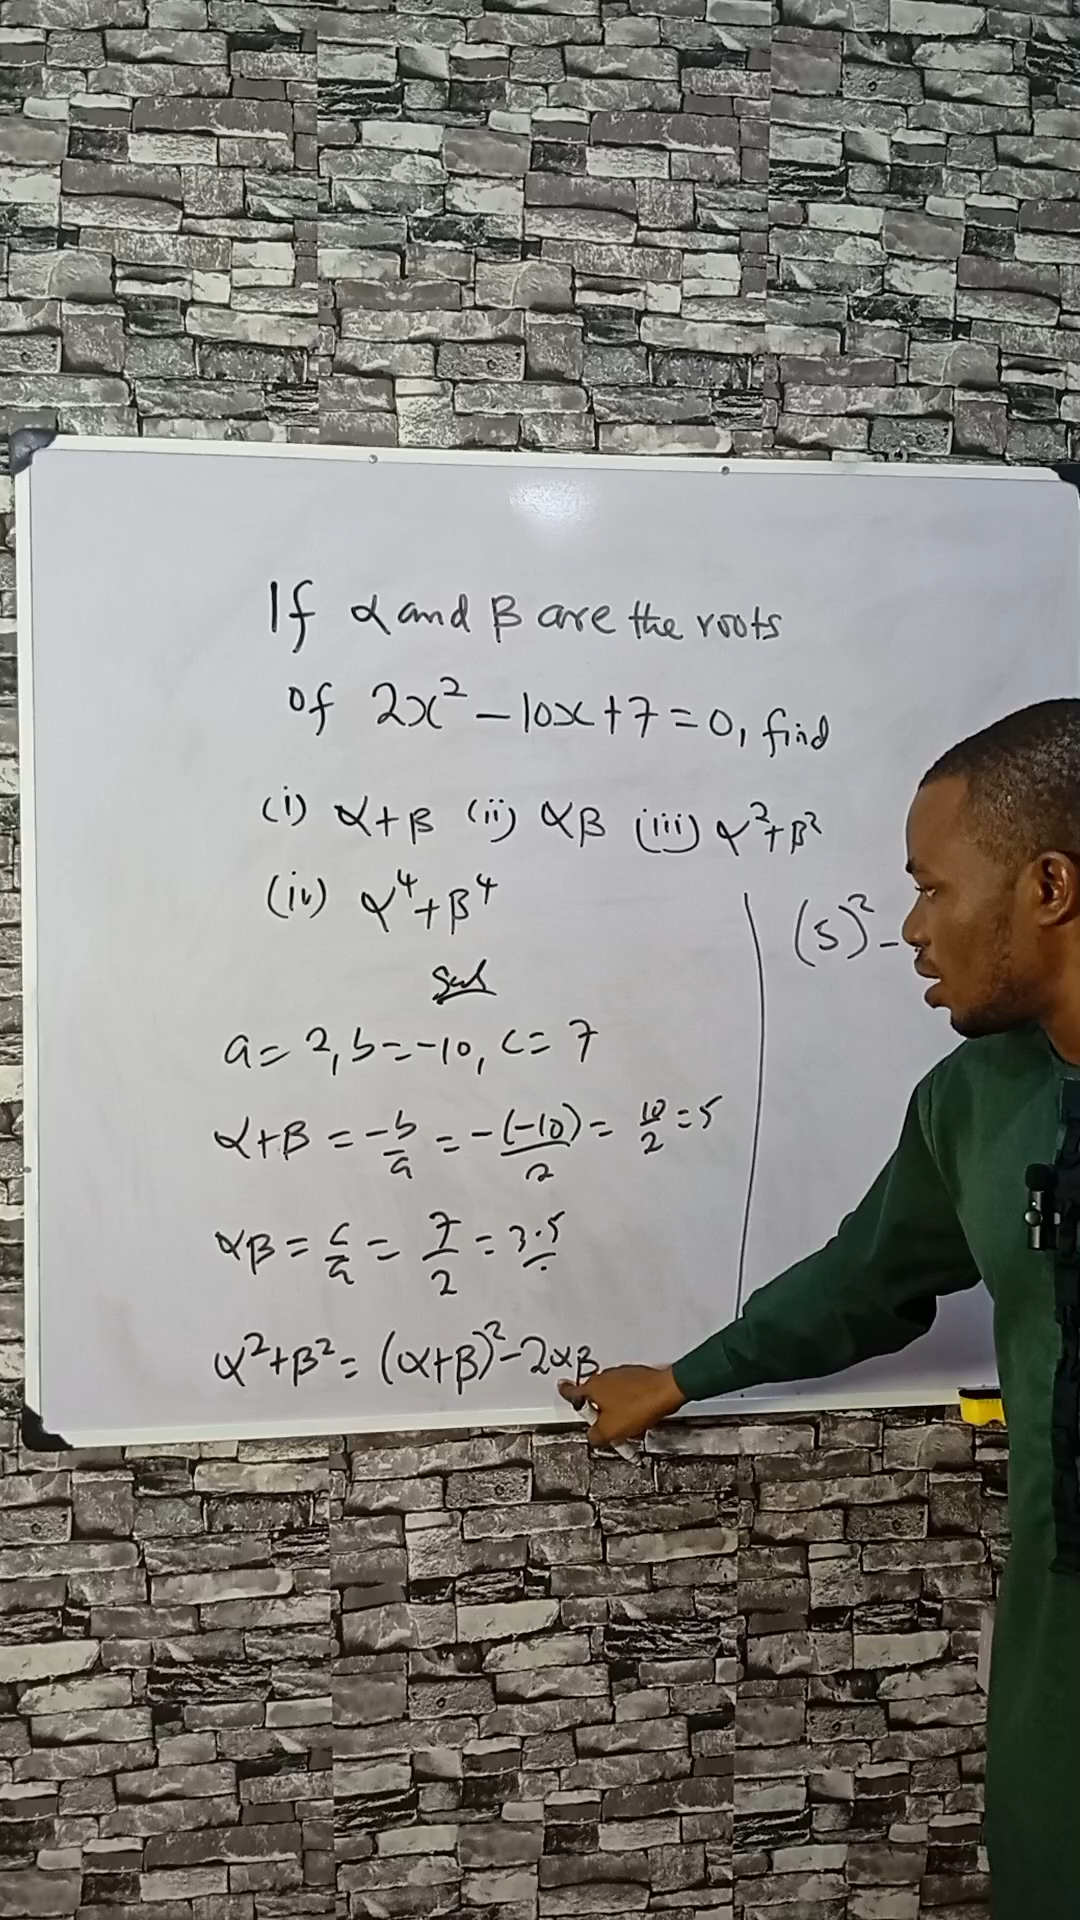 If α and β are the roots
of 2x² - 10x + 7 = 0, find
(i) α+β (ii) αβ (iii) α²+β²
(iv) α⁴+β⁴
Sol
a = 2, b = -10, c = 7
α+β = -b/a = -(-10)/2 = 10/2 = 5
αβ = c/a = 7/2 = 3.5
α²+β² = (α+β)² - 2αβ
(5)² -